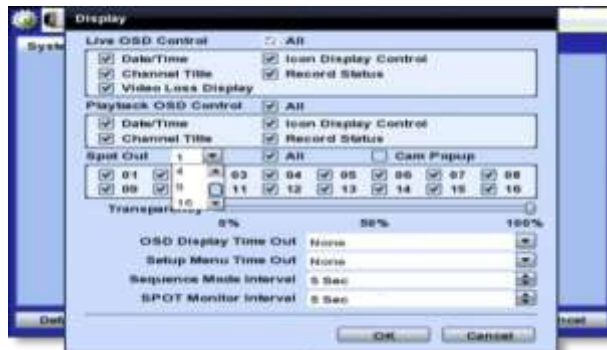 Display
Syste
Live OSD Control All
Date/Time Icon Display Control
Channel Title Record Status
Video Loss Display
Playback OSD Control All
Date/Time Icon Display Control
Channel Title Record Status
Spot Out 1 All Cam Popup
01 03 04 05 06 07 08
4
09 11 12 13 14 15 16
9
16
Transparency
0% 50% 100%
OSD Display Time Out None
Setup Menu Time Out None
Sequence Mode Interval 5 Sec
SPOT Monitor Interval 5 Sec
Defa ncel
OK Cancel